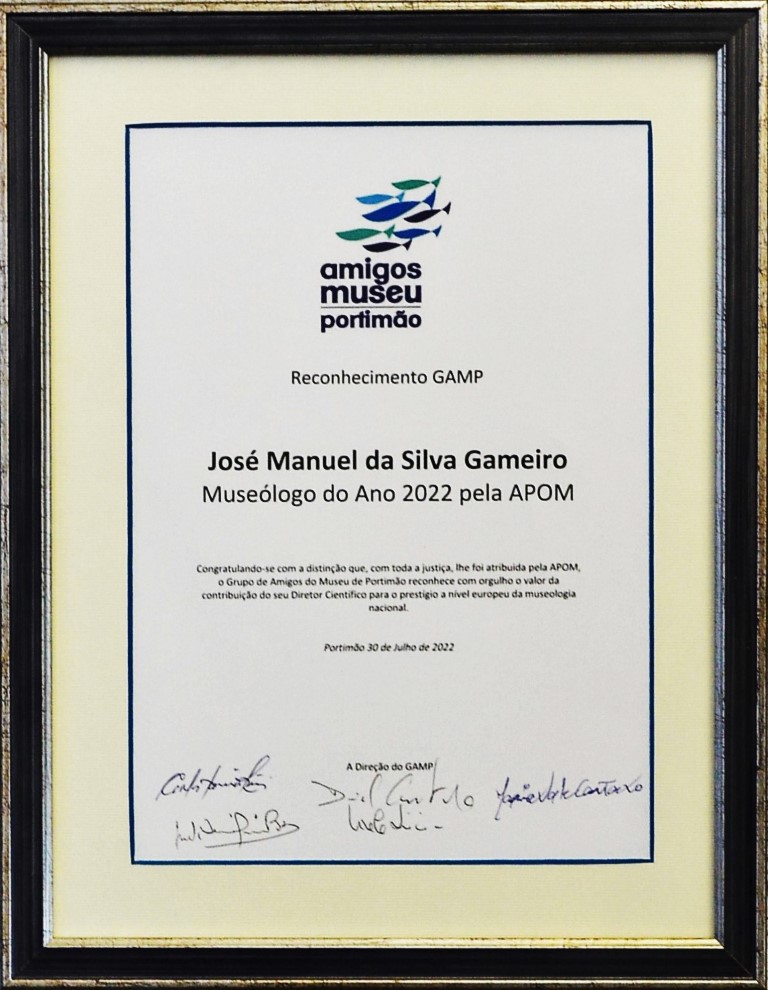 amigos
museu
portimão
Reconhecimento GAMP
José Manuel da Silva Gameiro
Museólogo do Ano 2022 pela APOM
Congratulando-se com a distinção que, com toda a justiça, lhe foi atribuida pela APOM,
o Grupo de Amigos do Museu de Portimão reconhece com orgulho o valor da
contribuição do seu Diretor Científico para o prestígio a nível europeu da museologia
nacional.
Portimão 30 de Julho de 2022
A Direção do GAMP